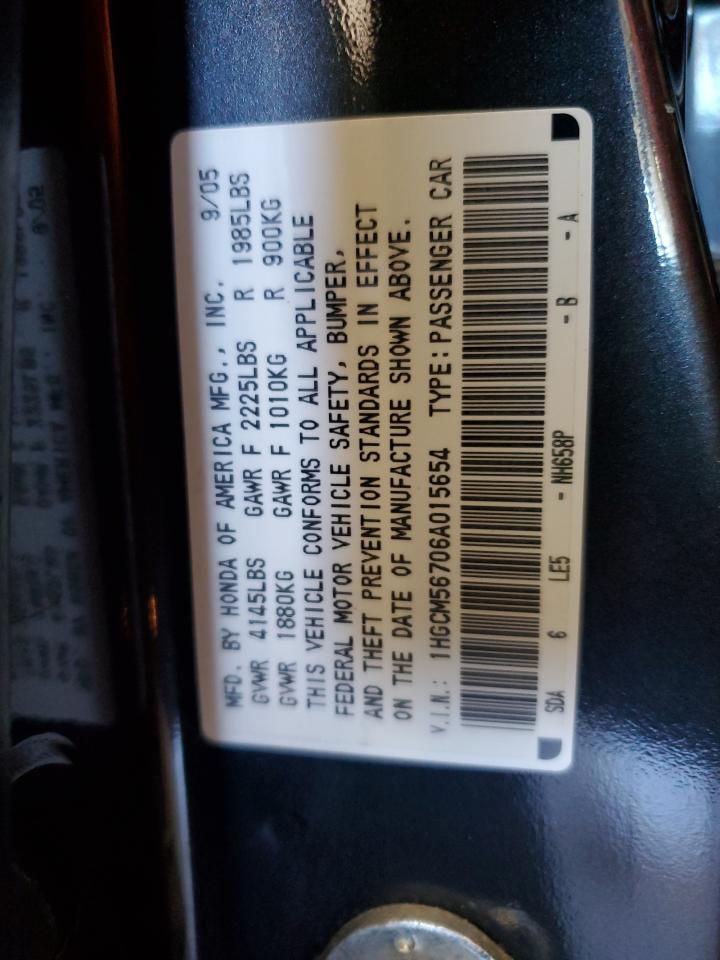 MFD. BY HONDA OF AMERICA MFG., INC. 9/05
GVWR 4145LBS GAWR F 2225LBS R 1985LBS
GVWR 1880KG GAWR F 1010KG R 900KG
THIS VEHICLE CONFORMS TO ALL APPLICABLE
FEDERAL MOTOR VEHICLE SAFETY, BUMPER,
AND THEFT PREVENTION STANDARDS IN EFFECT
ON THE DATE OF MANUFACTURE SHOWN ABOVE.
V.I.N.: 1HGCM56706A015654 TYPE:PASSENGER CAR
SDA 6 LE5 - NH658P - B - A